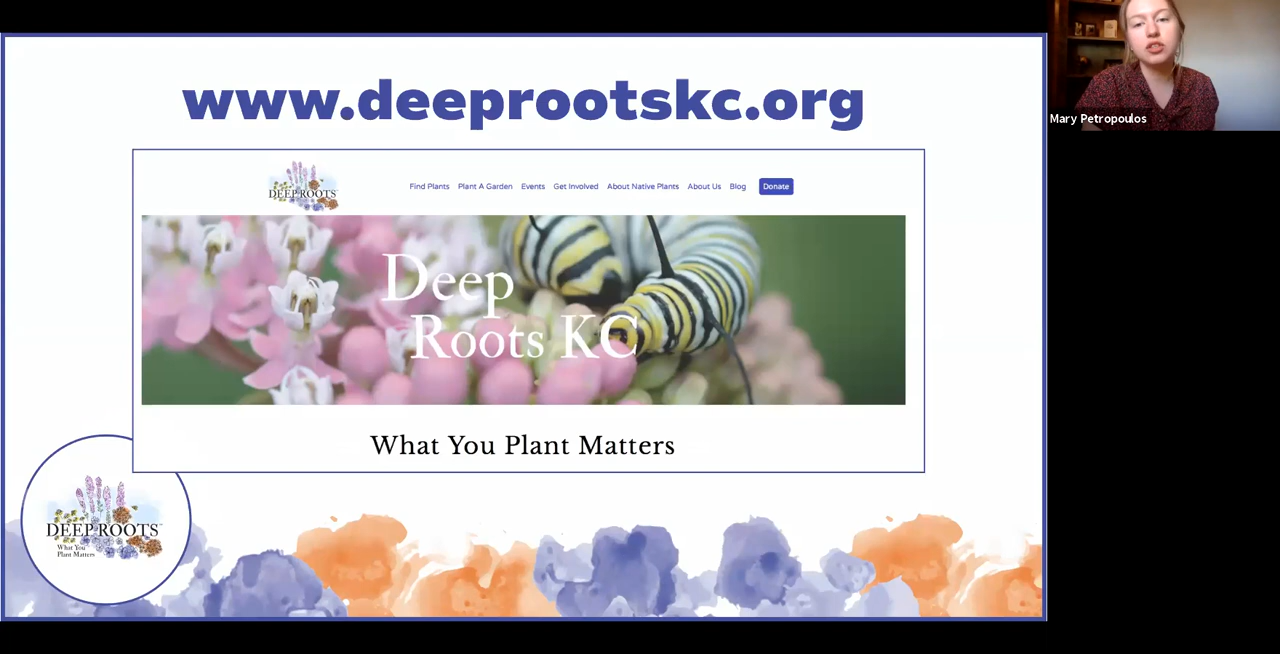 www.deeprootskc.org
Mary Petropoulos
DEEP ROOTS
Find Plants Plant A Garden Events Get Involved About Native Plants About Us Blog Donate
Deep
Roots KC
What You Plant Matters
DEEP ROOTS
What You
Plant Matters